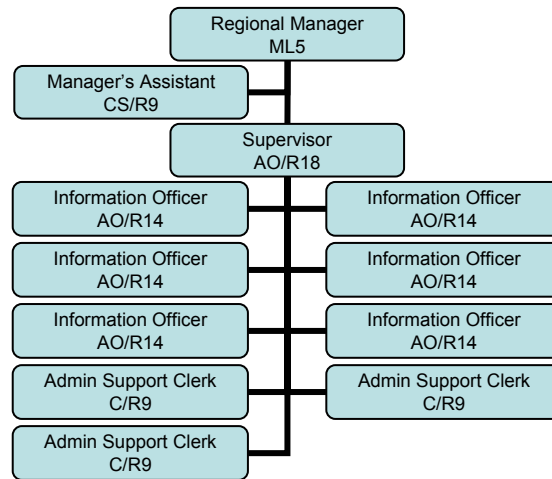 Regional Manager
ML5
Manager's Assistant
CS/R9
Supervisor
AO/R18
Information Officer
AO/R14
Information Officer
AO/R14
Information Officer
AO/R14
Information Officer
AO/R14
Information Officer
AO/R14
Information Officer
AO/R14
Admin Support Clerk
C/R9
Admin Support Clerk
C/R9
Admin Support Clerk
C/R9